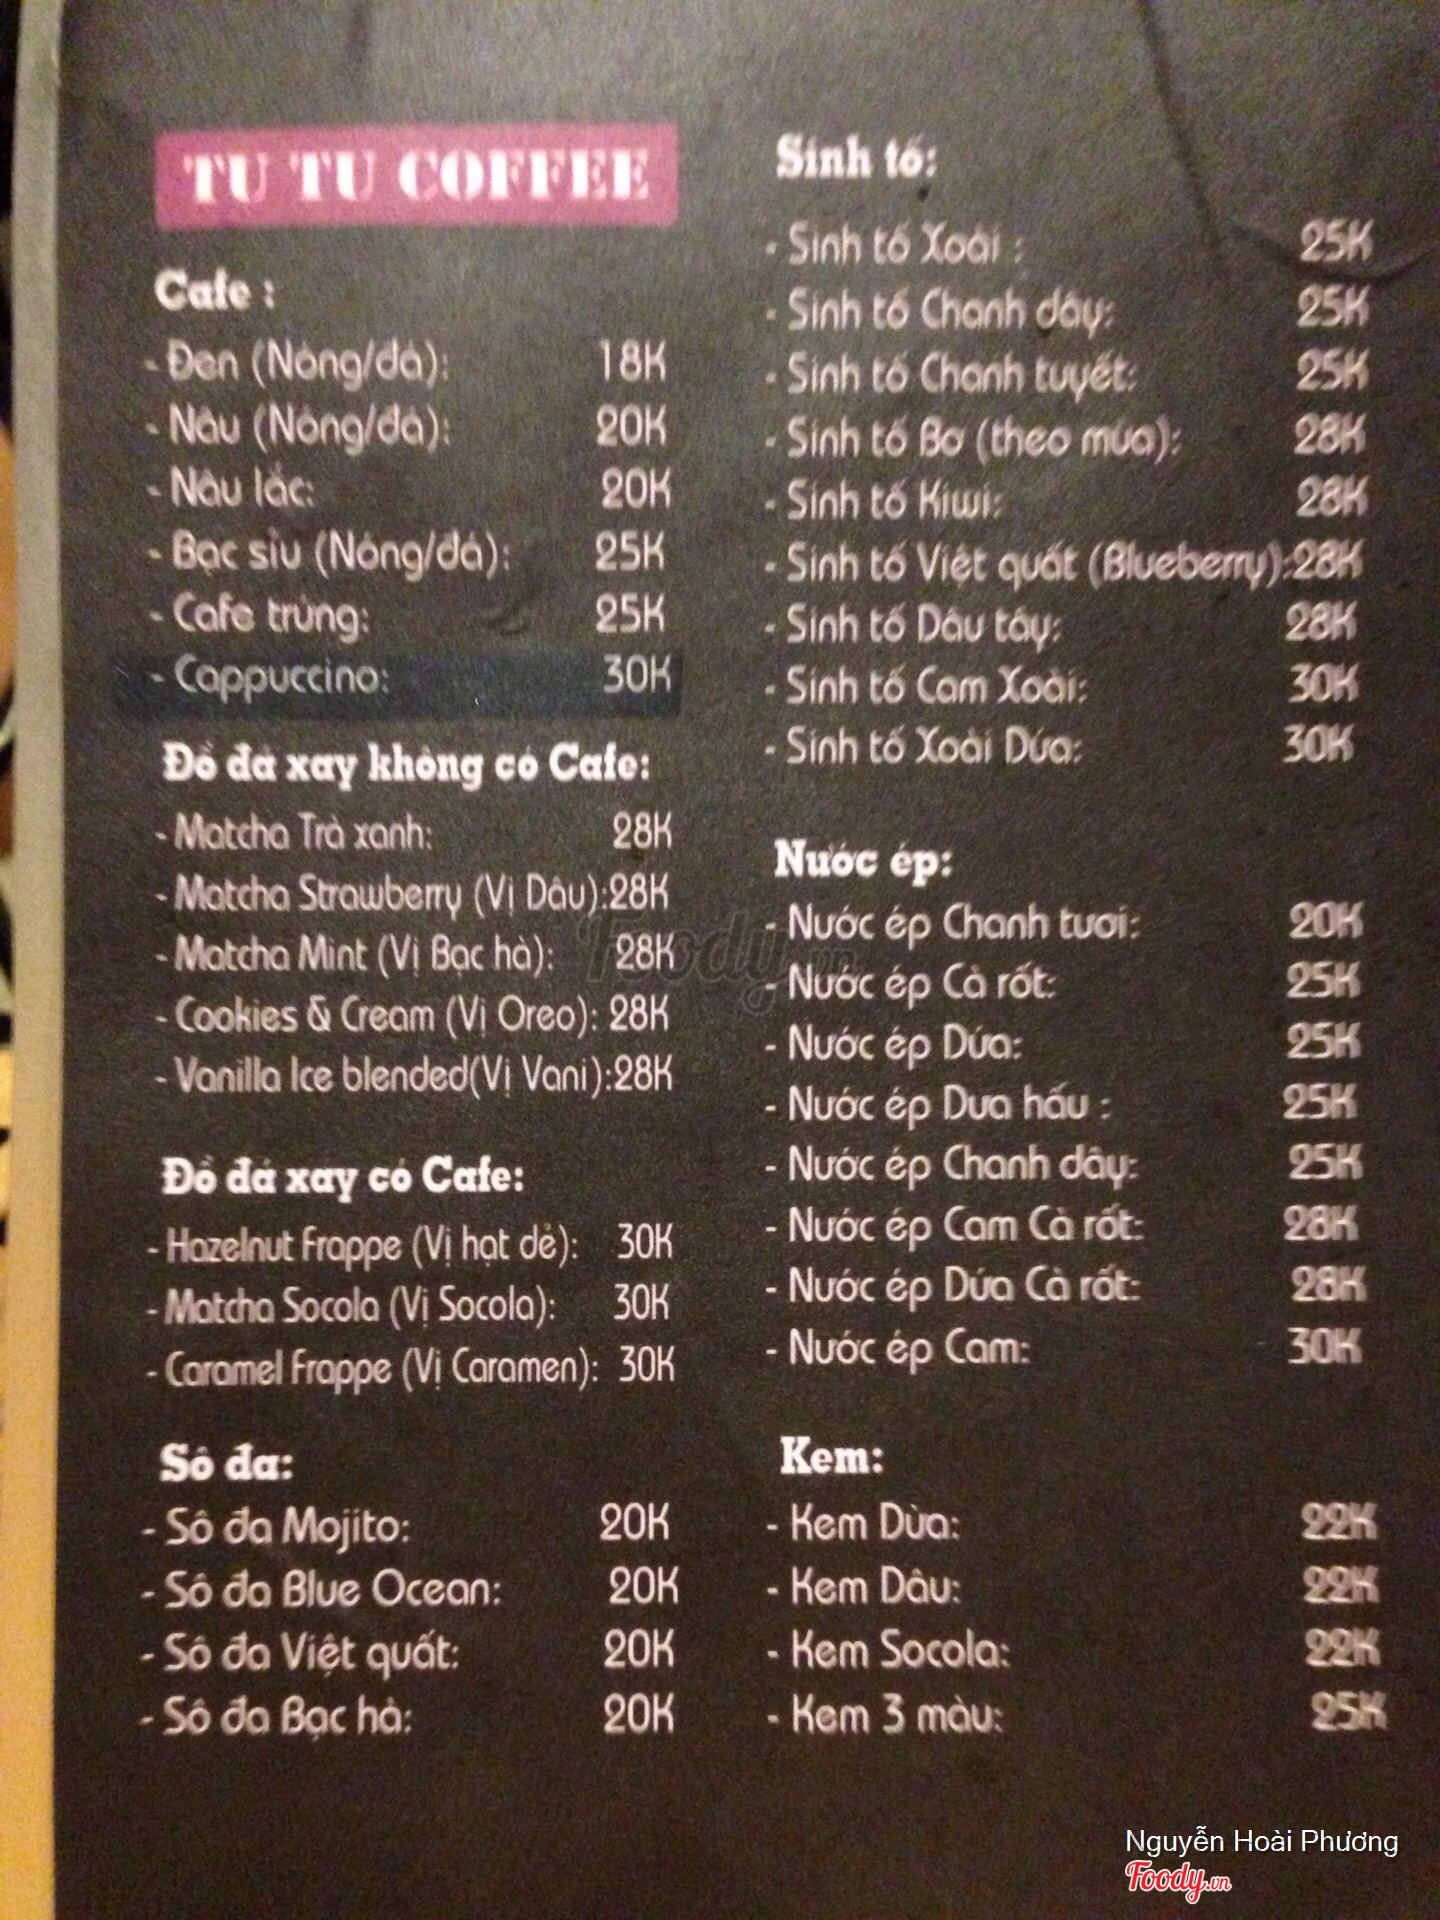 TU TU COFFEE
Cafe :
- Đen (Nóng/đá): 18K
- Nâu (Nóng/đá): 20K
- Nâu lắc: 20K
- Bạc sỉu (Nóng/đá): 25K
- Cafe trứng: 25K
- Cappuccino: 30K
Đồ đá xay không có Cafe:
- Matcha Trà xanh: 28K
- Matcha Strawberry (Vị Dâu): 28K
- Matcha Mint (Vị Bạc hà): 28K
- Cookies & Cream (Vị Oreo): 28K
- Vanilla Ice blended(Vị Vani): 28K
Đồ đá xay có Cafe:
- Hazelnut Frappe (Vị hạt dẻ): 30K
- Matcha Socola (Vị Socola): 30K
- Caramel Frappe (Vị Caramen): 30K
Sô đa:
- Sô đa Mojito: 20K
- Sô đa Blue Ocean: 20K
- Sô đa Việt quất: 20K
- Sô đa Bạc hà: 20K
Sinh tố:
- Sinh tố Xoài : 25K
- Sinh tố Chanh dây: 25K
- Sinh tố Chanh tuyết: 25K
- Sinh tố Bơ (theo mùa): 28K
- Sinh tố Kiwi: 28K
- Sinh tố Việt quất (Blueberry): 28K
- Sinh tố Dâu tây: 28K
- Sinh tố Cam Xoài: 30K
- Sinh tố Xoài Dứa: 30K
Nước ép:
- Nước ép Chanh tươi: 20K
- Nước ép Cà rốt: 25K
- Nước ép Dứa: 25K
- Nước ép Dưa hấu : 25K
- Nước ép Chanh dây: 25K
- Nước ép Cam Cà rốt: 28K
- Nước ép Dứa Cà rốt: 28K
- Nước ép Cam: 30K
Kem:
- Kem Dừa: 22K
- Kem Dâu: 22K
- Kem Socola: 22K
- Kem 3 màu: 25K
Foody.vn
Nguyễn Hoài Phương
Foody.vn